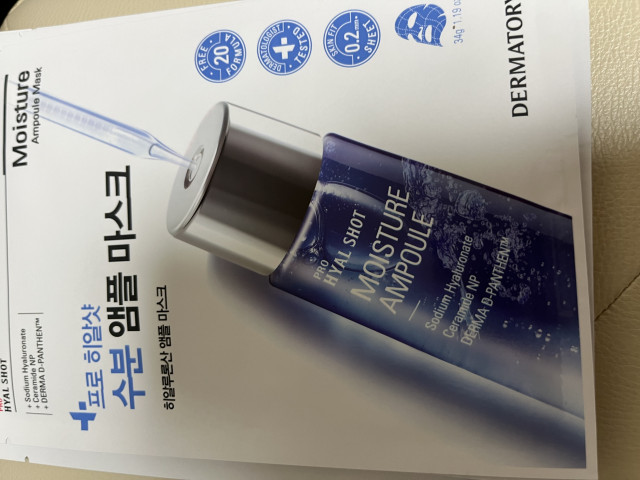 PRO
HYAL SHOT
Moisture
Ampoule Mask
+ Sodium Hyaluronate
+ Ceramide NP
+ DERMA D-PANTHEN™
프로 히알샷
수분 앰플 마스크
히알루론산 앰플 마스크
FREE 20 FORMULA
DERMATOLOGIST TESTED
SKIN FIT 0.2mm SHEET
34g 1.19 oz
PRO
HYAL SHOT
MOISTURE
AMPOULE
Sodium Hyaluronate
Ceramide NP
DERMA D-PANTHEN™
DERMATORY